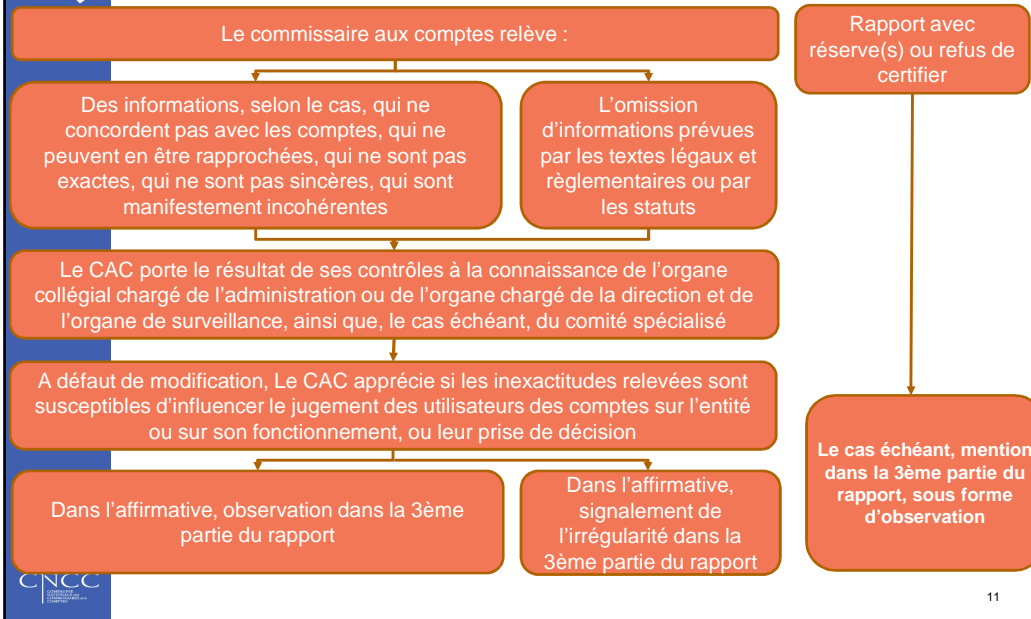 Le commissaire aux comptes relève :
Rapport avec
réserve(s) ou refus de
certifier
Des informations, selon le cas, qui ne
concordent pas avec les comptes, qui ne
peuvent en être rapprochées, qui ne sont pas
exactes, qui ne sont pas sincères, qui sont
manifestement incohérentes
L'omission
d'informations prévues
par les textes légaux et
règlementaires ou par
les statuts
Le CAC porte le résultat de ses contrôles à la connaissance de l'organe
collégial chargé de l'administration ou de l'organe chargé de la direction et de
l'organe de surveillance, ainsi que, le cas échéant, du comité spécialisé
A défaut de modification, Le CAC apprécie si les inexactitudes relevées sont
susceptibles d'influencer le jugement des utilisateurs des comptes sur l'entité
ou sur son fonctionnement, ou leur prise de décision
Dans l'affirmative, observation dans la 3ème
partie du rapport
Dans l'affirmative,
signalement de
l'irrégularité dans la
3ème partie du rapport
Le cas échéant, mention
dans la 3ème partie du
rapport, sous forme
d'observation
CNCC
COMPAGNIE
NATIONALE DES
COMMISSAIRES AUX
COMPTES
11